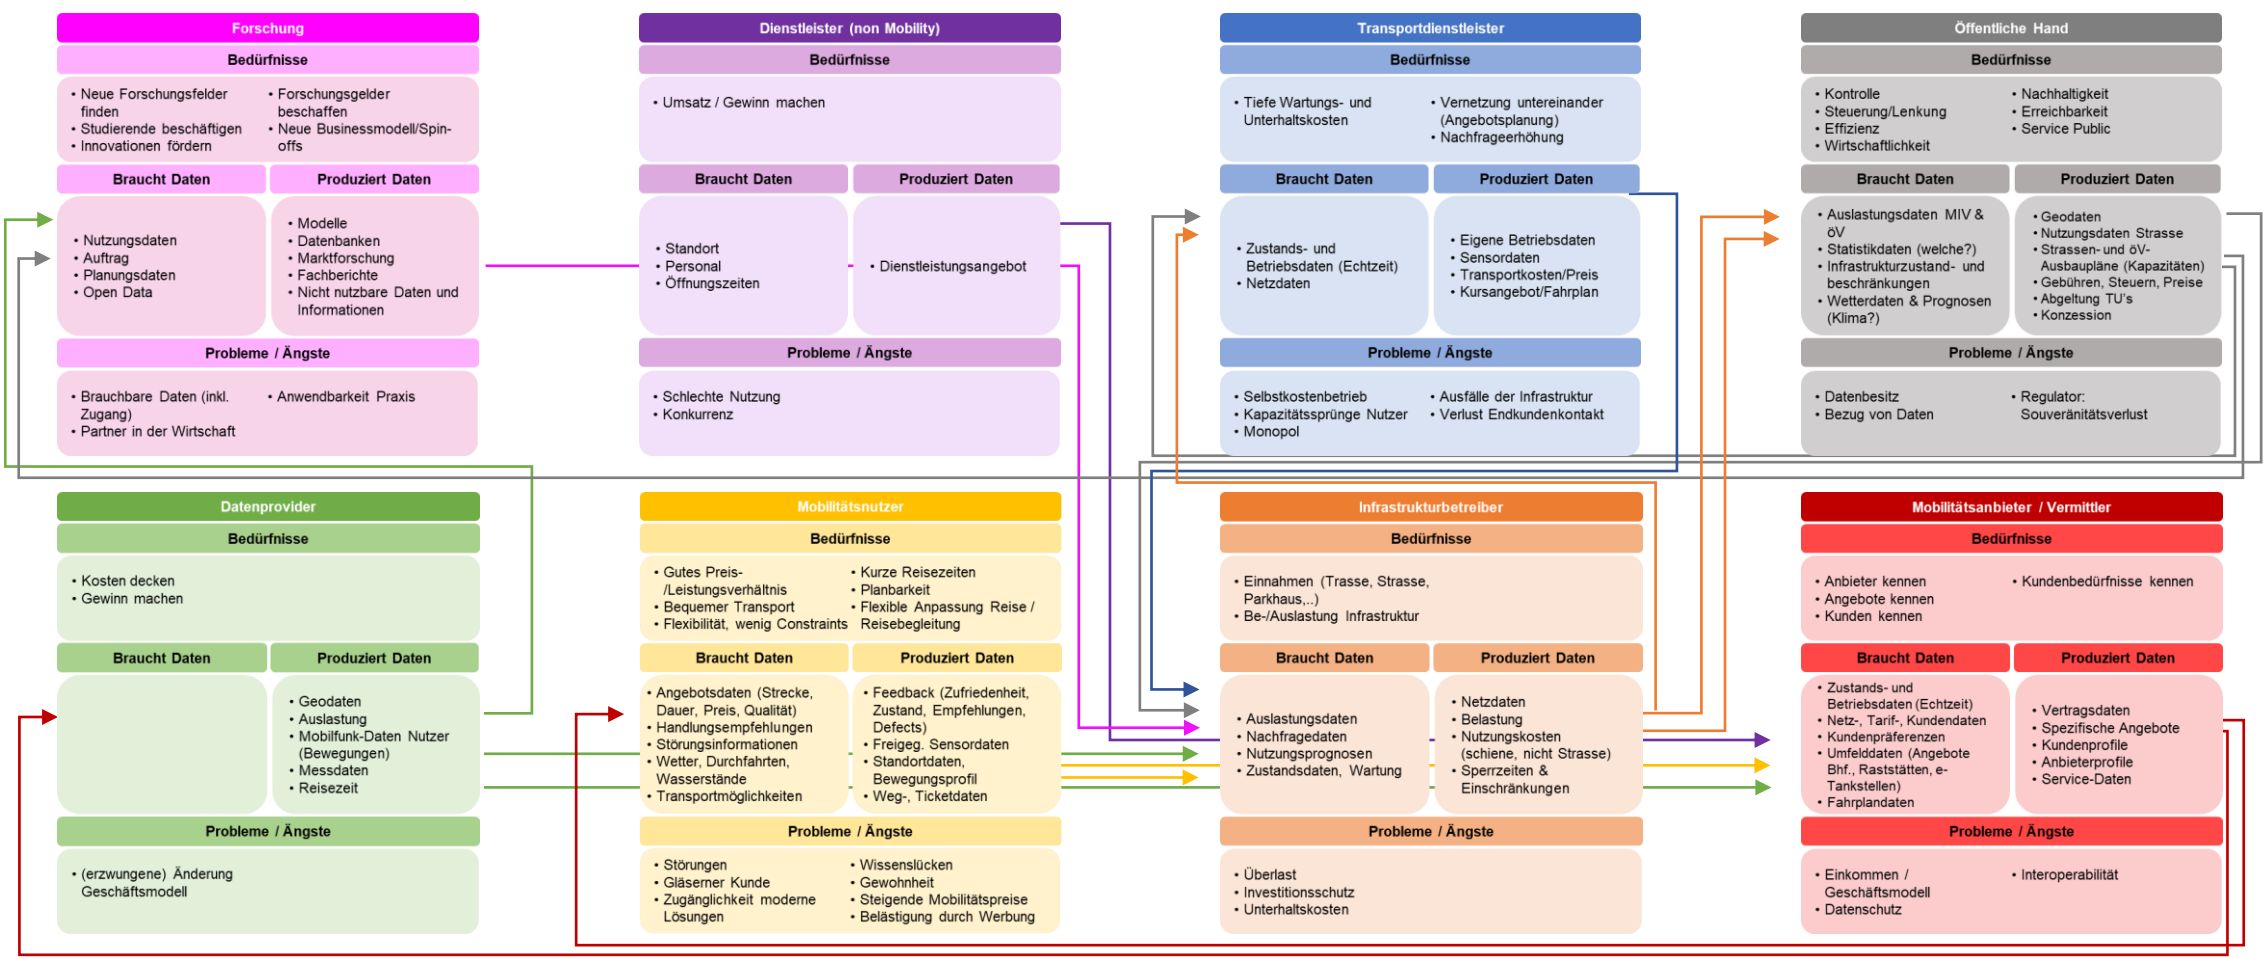 Forschung
Bedürfnisse
• Neue Forschungsfelder
finden
• Studierende beschäftigen
• Innovationen fördern
• Forschungsgelder
beschaffen
• Neue Businessmodell/Spin-
offs
Braucht Daten
• Nutzungsdaten
• Auftrag
• Planungsdaten
• Open Data
Produziert Daten
• Modelle
• Datenbanken
• Marktforschung
• Fachberichte
• Nicht nutzbare Daten und
Informationen
Probleme / Ängste
• Brauchbare Daten (inkl.
Zugang)
• Partner in der Wirtschaft
• Anwendbarkeit Praxis
Dienstleister (non Mobility)
Bedürfnisse
• Umsatz / Gewinn machen
Braucht Daten
• Standort
• Personal
• Öffnungszeiten
Produziert Daten
• Dienstleistungsangebot
Probleme / Ängste
• Schlechte Nutzung
• Konkurrenz
Transportdienstleister
Bedürfnisse
• Tiefe Wartungs- und
Unterhaltskosten
• Vernetzung untereinander
(Angebotsplanung)
• Nachfrageerhöhung
Braucht Daten
• Zustands- und
Betriebsdaten (Echtzeit)
• Netzdaten
Produziert Daten
• Eigene Betriebsdaten
• Sensordaten
• Transportkosten/Preis
• Kursangebot/Fahrplan
Probleme / Ängste
• Selbstkostenbetrieb
• Kapazitätssprünge Nutzer
• Monopol
• Ausfälle der Infrastruktur
• Verlust Endkundenkontakt
Öffentliche Hand
Bedürfnisse
• Kontrolle
• Steuerung/Lenkung
• Effizienz
• Wirtschaftlichkeit
• Nachhaltigkeit
• Erreichbarkeit
• Service Public
Braucht Daten
• Auslastungsdaten MIV &
öV
• Statistikdaten (welche?)
• Infrastrukturzustand- und
beschränkungen
• Wetterdaten & Prognosen
(Klima?)
Produziert Daten
• Geodaten
• Nutzungsdaten Strasse
• Strassen- und öV-
Ausbaupläne (Kapazitäten)
• Gebühren, Steuern, Preise
• Abgeltung TU's
• Konzession
Probleme / Ängste
• Datenbesitz
• Bezug von Daten
• Regulator:
Souveränitätsverlust
Datenprovider
Bedürfnisse
• Kosten decken
• Gewinn machen
Braucht Daten
Produziert Daten
• Geodaten
• Auslastung
• Mobilfunk-Daten Nutzer
(Bewegungen)
• Messdaten
• Reisezeit
Probleme / Ängste
• (erzwungene) Änderung
Geschäftsmodell
Mobilitätsnutzer
Bedürfnisse
• Gutes Preis-
/Leistungsverhältnis
• Bequemer Transport
• Flexibilität, wenig Constraints
• Kurze Reisezeiten
• Planbarkeit
• Flexible Anpassung Reise /
Reisebegleitung
Braucht Daten
• Angebotsdaten (Strecke,
Dauer, Preis, Qualität)
• Handlungsempfehlungen
• Störungsinformationen
• Wetter, Durchfahrten,
Wasserstände
• Transportmöglichkeiten
Produziert Daten
• Feedback (Zufriedenheit,
Zustand, Empfehlungen,
Defects)
• Freigeg. Sensordaten
• Standortdaten,
Bewegungsprofil
• Weg-, Ticketdaten
Probleme / Ängste
• Störungen
• Gläserner Kunde
• Zugänglichkeit moderne
Lösungen
• Wissenslücken
• Gewohnheit
• Steigende Mobilitätspreise
• Belästigung durch Werbung
Infrastrukturbetreiber
Bedürfnisse
• Einnahmen (Trasse, Strasse,
Parkhaus,..)
• Be-/Auslastung Infrastruktur
Braucht Daten
• Auslastungsdaten
• Nachfragedaten
• Nutzungsprognosen
• Zustandsdaten, Wartung
Produziert Daten
• Netzdaten
• Belastung
• Nutzungskosten
(schiene, nicht Strasse)
• Sperrzeiten &
Einschränkungen
Probleme / Ängste
• Überlast
• Investitionsschutz
• Unterhaltskosten
Mobilitätsanbieter / Vermittler
Bedürfnisse
• Anbieter kennen
• Angebote kennen
• Kunden kennen
• Kundenbedürfnisse kennen
Braucht Daten
• Zustands- und
Betriebsdaten (Echtzeit)
• Netz-, Tarif-, Kundendaten
• Kundenpräferenzen
• Umfelddaten (Angebote
Bhf., Raststätten, e-
Tankstellen)
• Fahrplandaten
Produziert Daten
• Vertragsdaten
• Spezifische Angebote
• Kundenprofile
• Anbieterprofile
• Service-Daten
Probleme / Ängste
• Einkommen /
Geschäftsmodell
• Datenschutz
• Interoperabilität